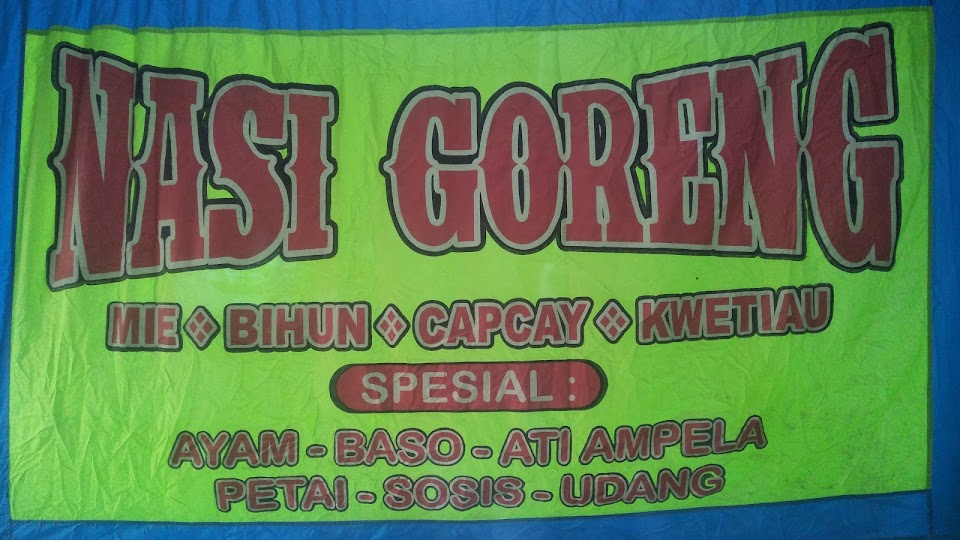 NASI GORENG
MIE ❖ BIHUN ❖ CAPCAY ❖ KWETIAU
SPESIAL :
AYAM - BASO - ATI AMPELA
PETAI - SOSIS - UDANG